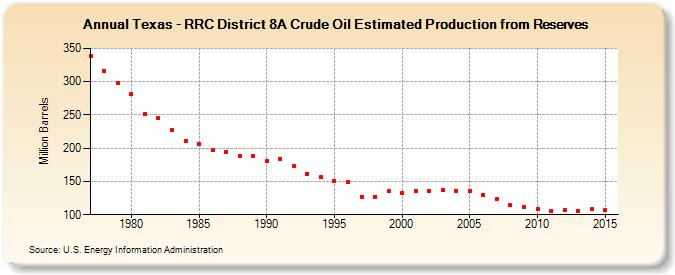 Annual Texas - RRC District 8A Crude Oil Estimated Production from Reserves
Million Barrels
350
300
250
200
150
100
1980 1985 1990 1995 2000 2005 2010 2015
Source: U.S. Energy Information Administration